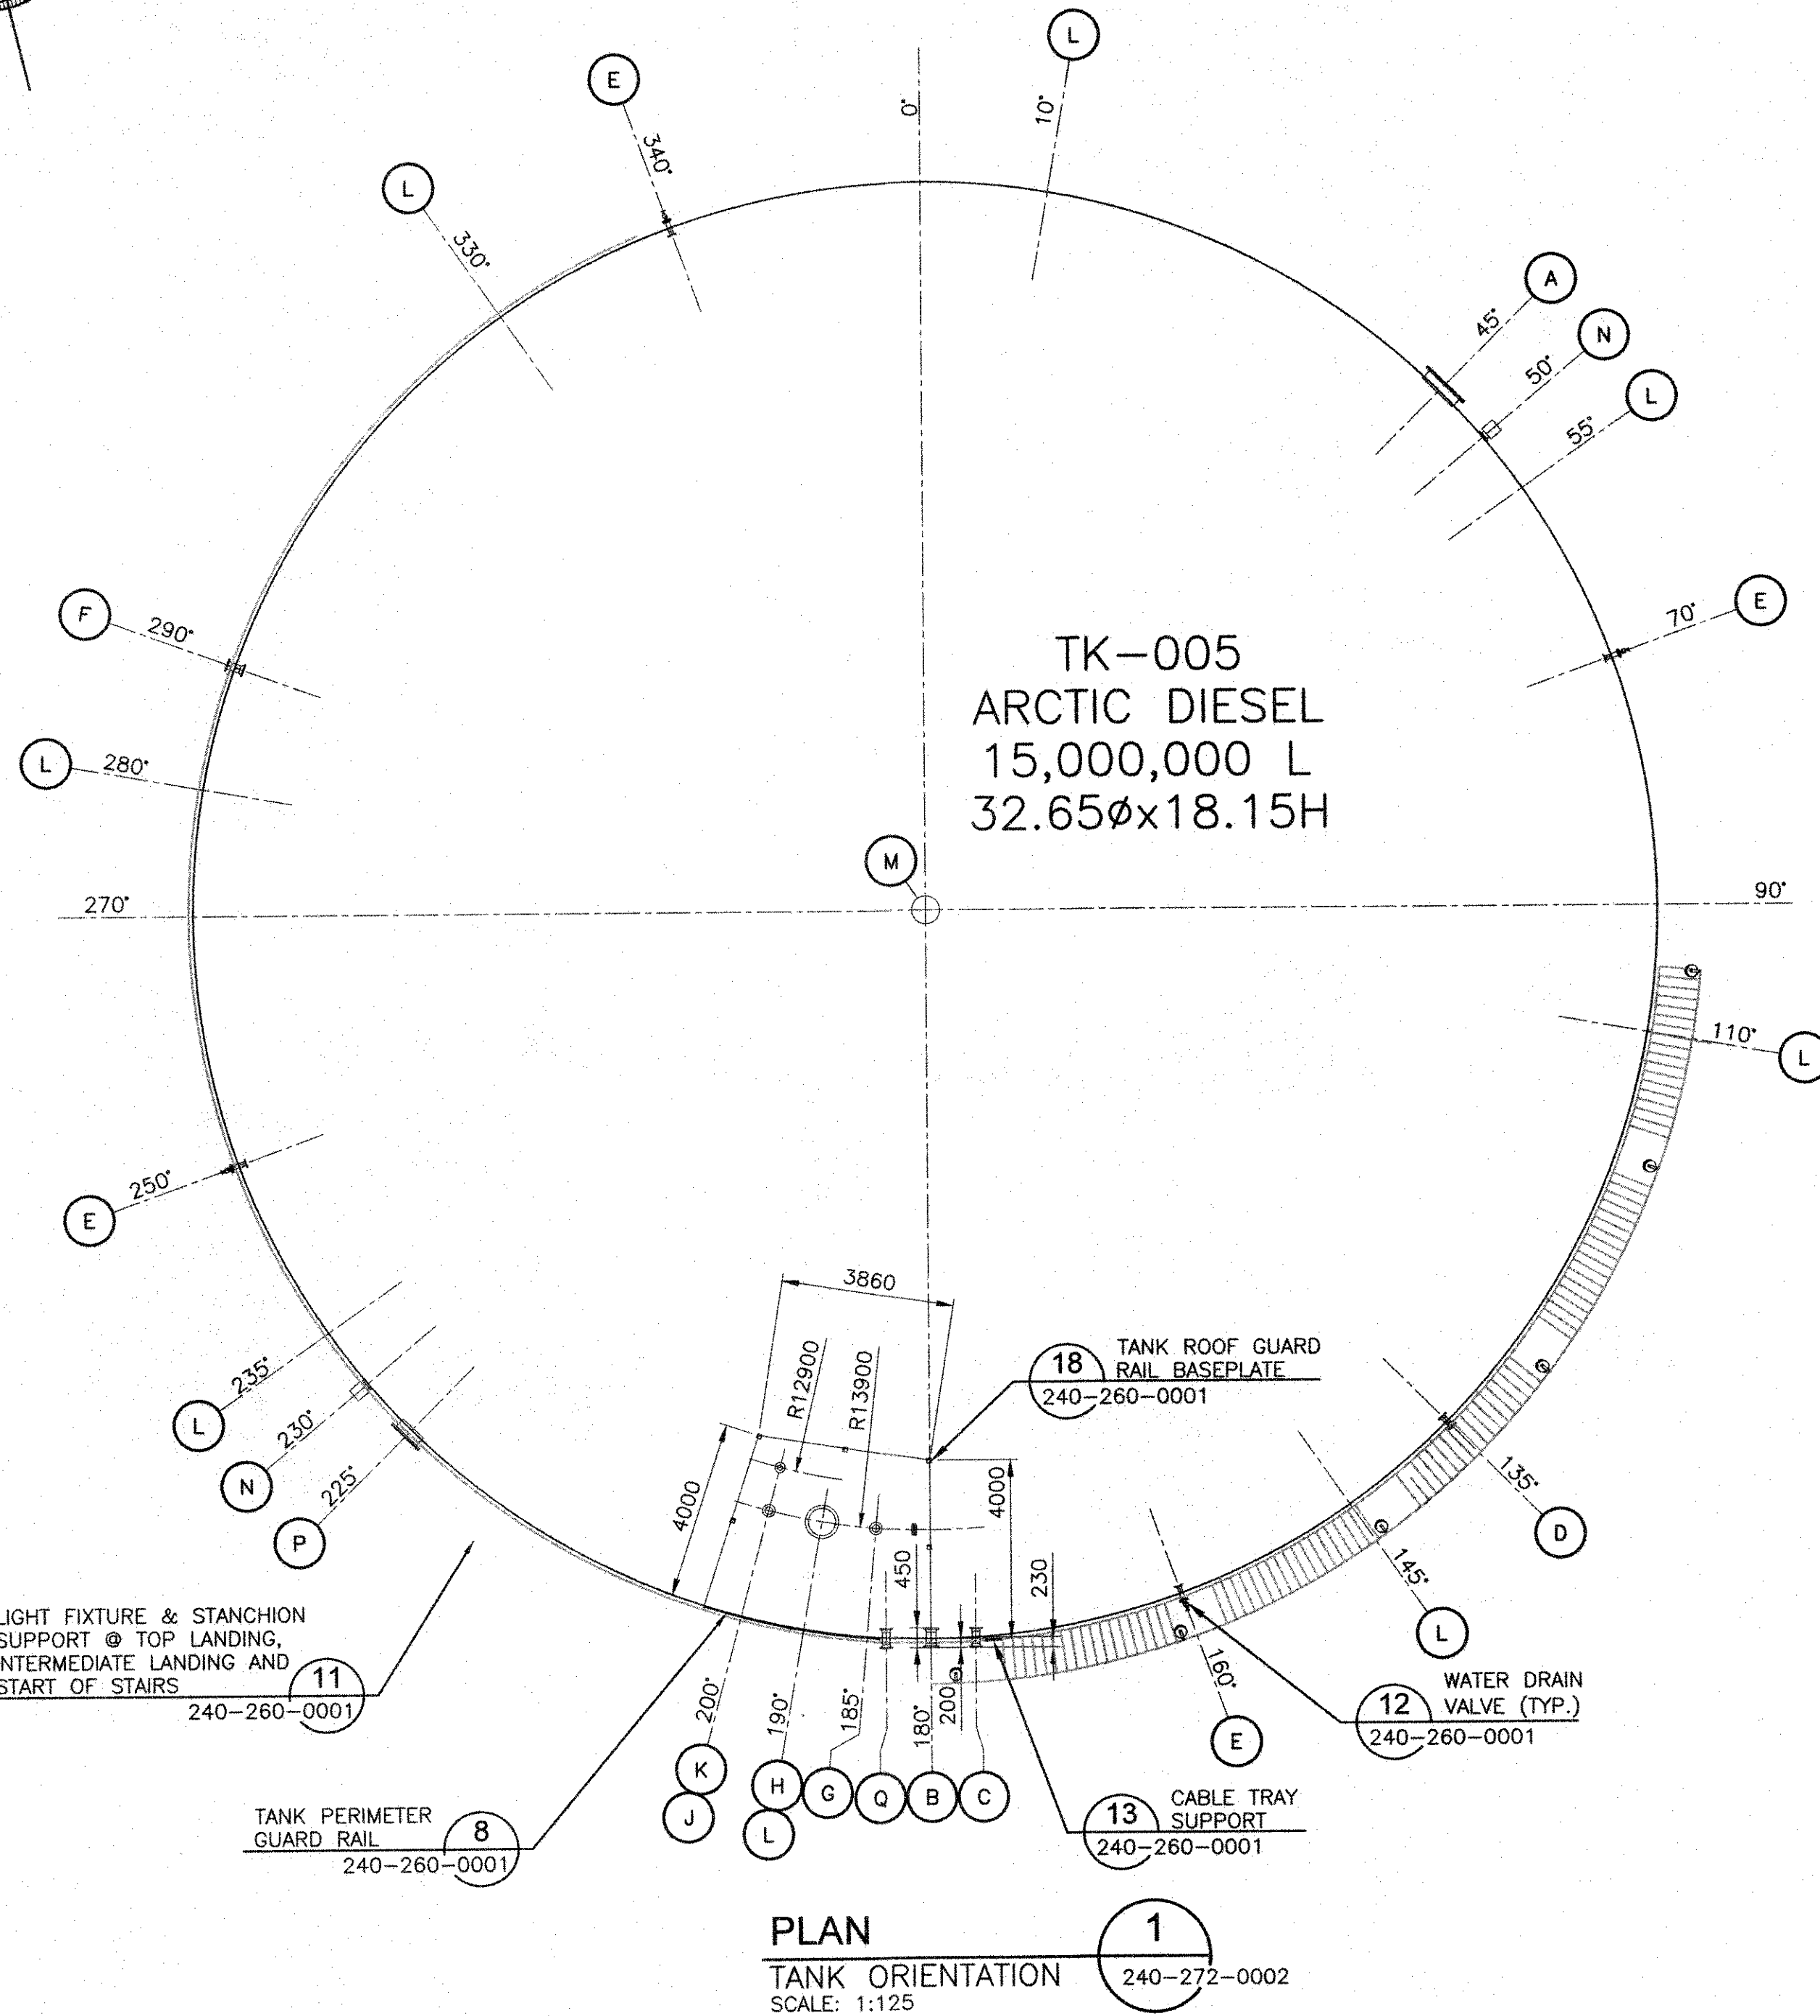 L
E
0°
10°
340°
L
330°
A
45°
N
50°
L
55°
F
290°
E
70°
TK-005
ARCTIC DIESEL
15,000,000 L
32.65øx18.15H
L
280°
M
270°
90°
110°
L
250°
E
3860
R12900
R13900
18
TANK ROOF GUARD
RAIL BASEPLATE
240-260-0001
235°
L
230°
N
225°
P
4000
4000
450
230
135°
D
145°
L
LIGHT FIXTURE & STANCHION
SUPPORT @ TOP LANDING,
INTERMEDIATE LANDING AND
START OF STAIRS
11
240-260-0001
200°
190°
185°
180°
200
160°
E
12
WATER DRAIN
VALVE (TYP.)
240-260-0001
K
J
H
L
G
Q
B
C
13
CABLE TRAY
SUPPORT
240-260-0001
TANK PERIMETER
GUARD RAIL
8
240-260-0001
PLAN
1
TANK ORIENTATION
240-272-0002
SCALE: 1:125